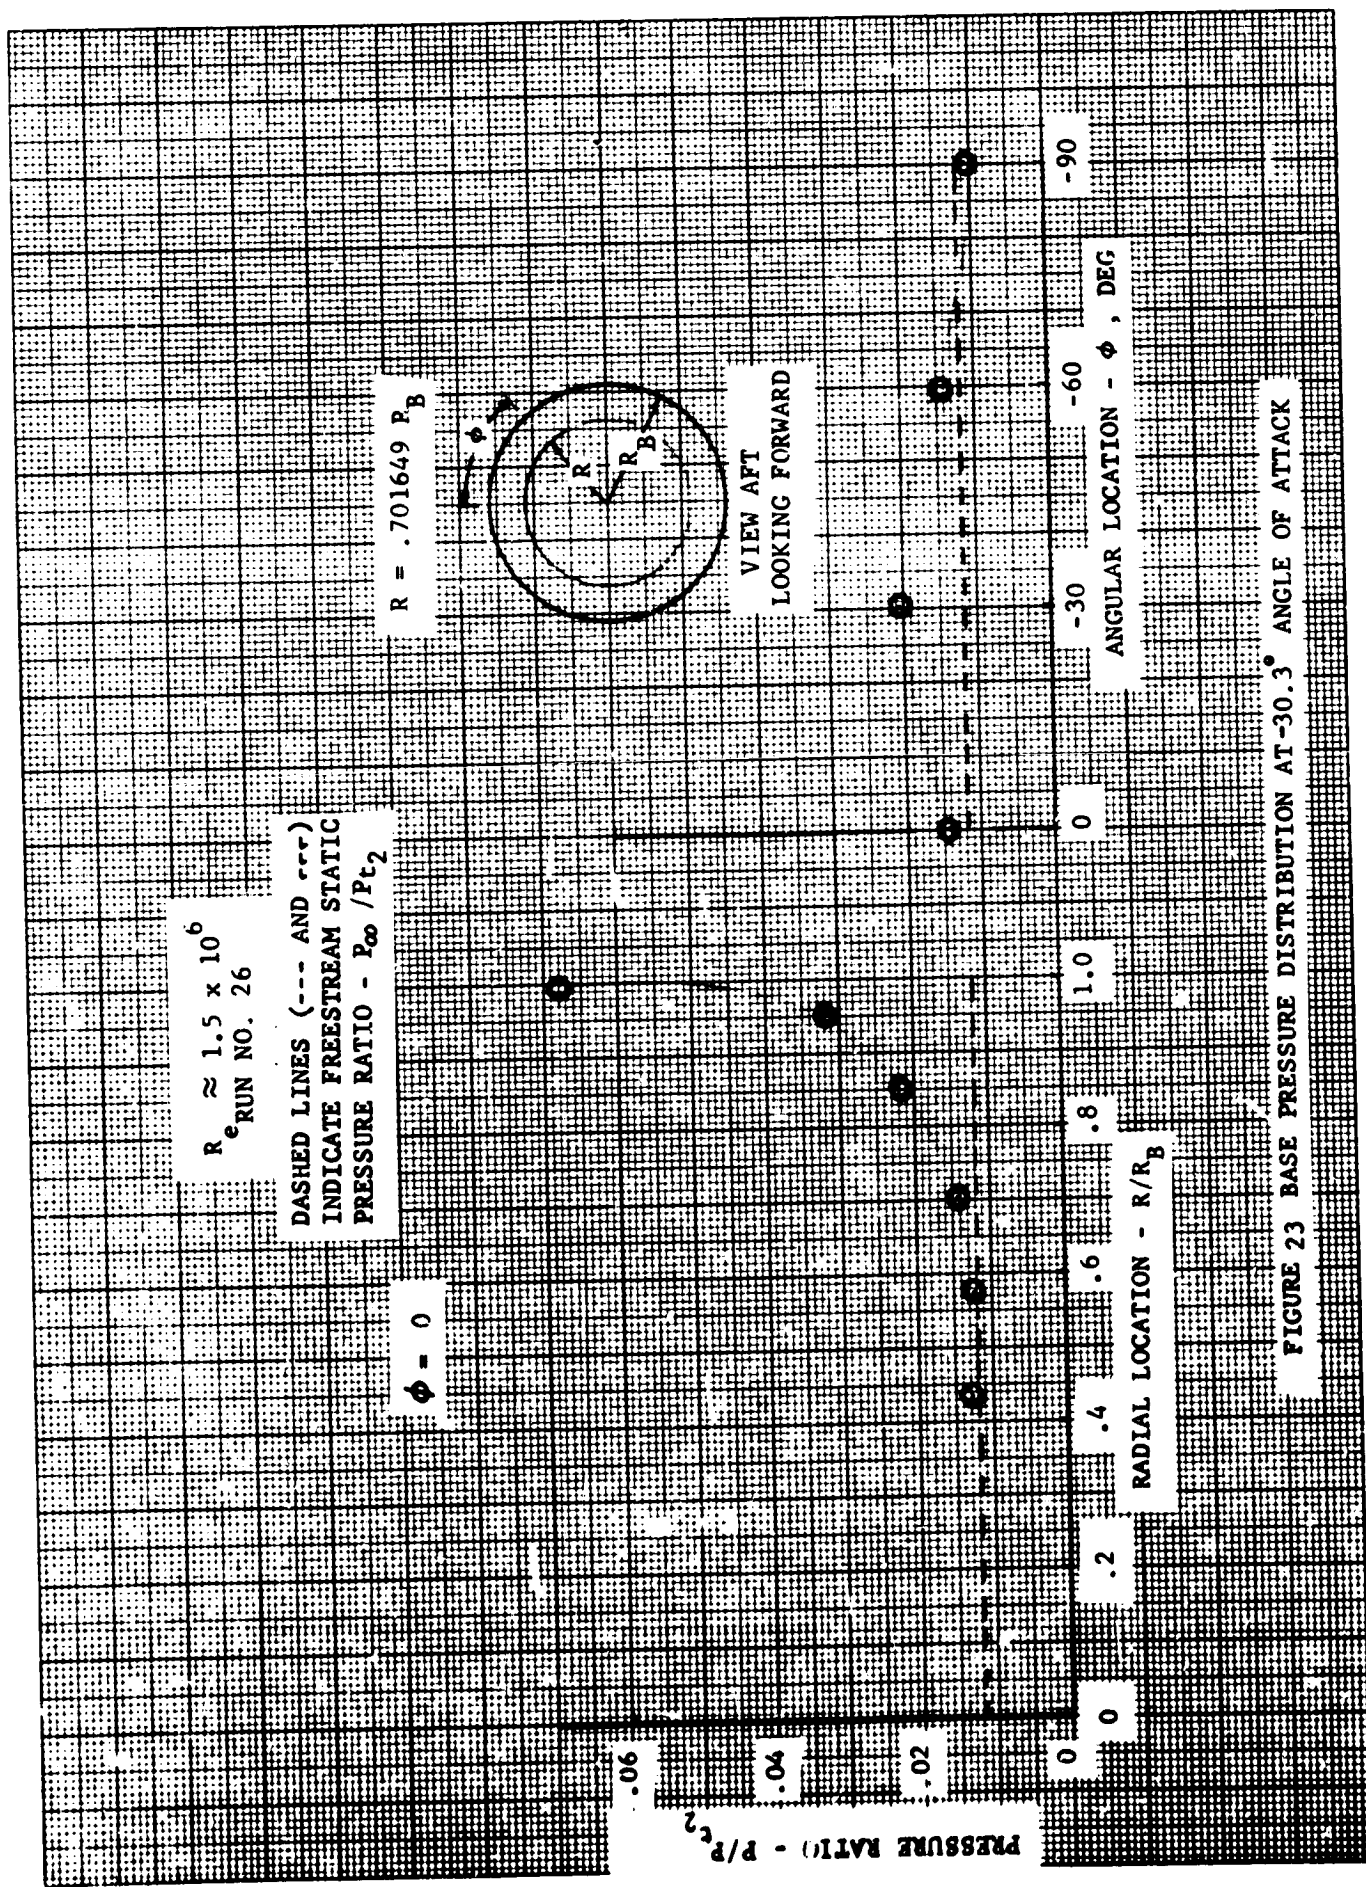 R_e ≈ 1.5 x 10^6
RUN NO. 26
DASHED LINES (--- AND ---)
INDICATE FREESTREAM STATIC
PRESSURE RATIO - P∞ /Pt2
ϕ = 0
R = .701649 P_B
ϕ
R
R_B
VIEW AFT
LOOKING FORWARD
PRESSURE RATIO - P/Pt2
.06
.04
.02
0
0
.2
.4
.6
.8
1.0
RADIAL LOCATION - R/R_B
0
-30
-60
-90
ANGULAR LOCATION - ϕ , DEG
FIGURE 23 BASE PRESSURE DISTRIBUTION AT-30.3° ANGLE OF ATTACK